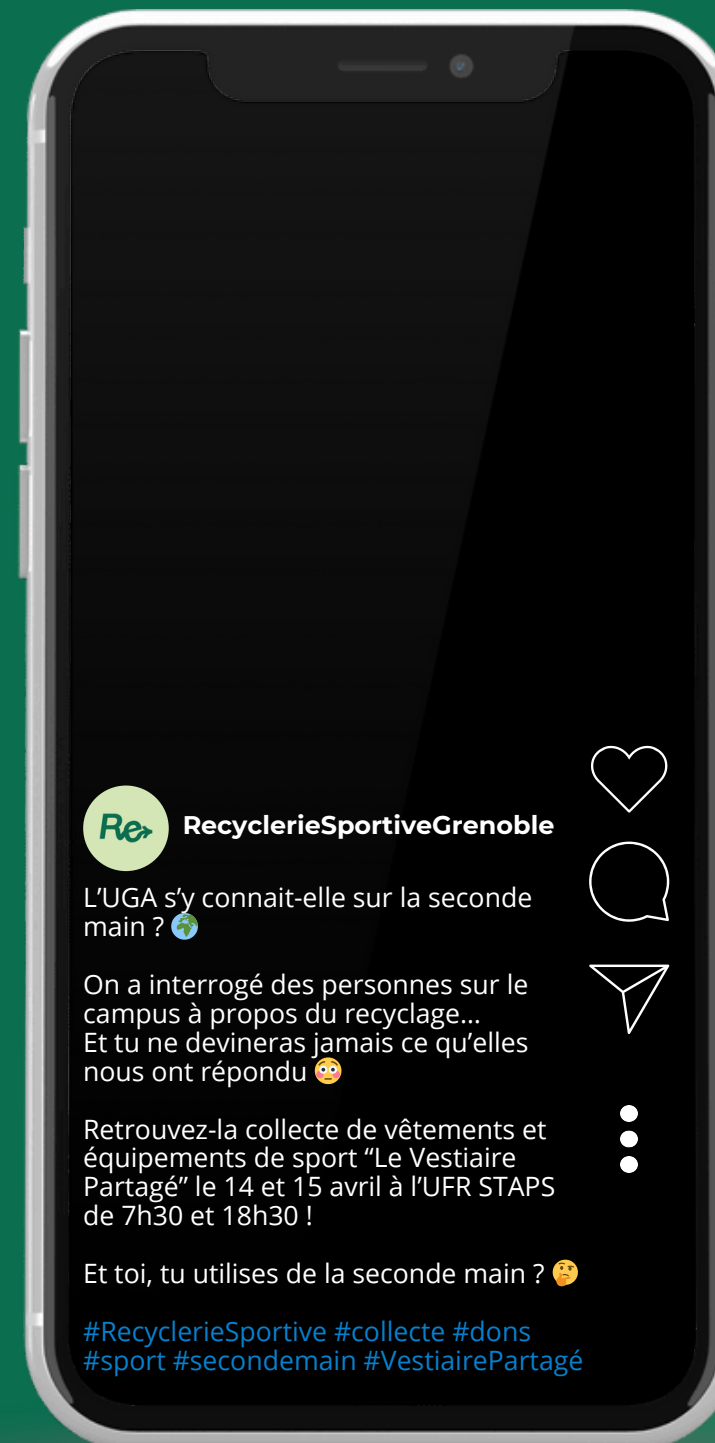 Re
RecyclerieSportiveGrenoble
L’UGA s’y connait-elle sur la seconde
main ? 🌍
On a interrogé des personnes sur le
campus à propos du recyclage...
Et tu ne devineras jamais ce qu’elles
nous ont répondu 😳
Retrouvez-la collecte de vêtements et
équipements de sport “Le Vestiaire
Partagé” le 14 et 15 avril à l’UFR STAPS
de 7h30 et 18h30 !
Et toi, tu utilises de la seconde main ? 🤔
#RecyclerieSportive #collecte #dons
#sport #secondemain #VestiairePartagé